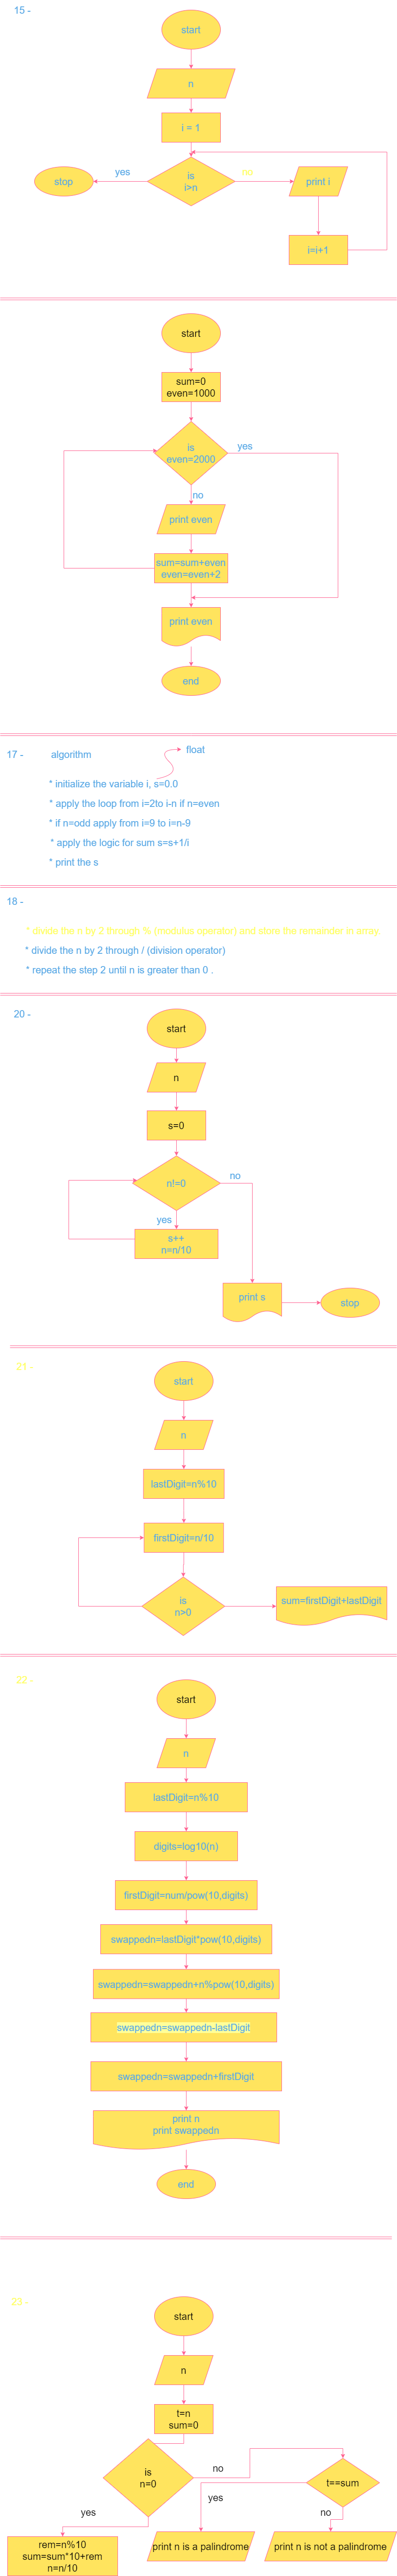 15 -
start
n
i = 1
is
i>n
yes
no
stop
print i
i=i+1
start
sum=0
even=1000
is
even=2000
yes
no
print even
sum=sum+even
even=even+2
print even
end
17 -
algorithm
float
* initialize the variable i, s=0.0
* apply the loop from i=2to i-n if n=even
* if n=odd apply from i=9 to i=n-9
* apply the logic for sum s=s+1/i
* print the s
18 -
* divide the n by 2 through % (modulus operator) and store the remainder in array.
* divide the n by 2 through / (division operator)
* repeat the step 2 until n is greater than 0 .
20 -
start
n
s=0
n!=0
no
yes
s++
n=n/10
print s
stop
21 -
start
n
lastDigit=n%10
firstDigit=n/10
is
n>0
sum=firstDigit+lastDigit
22 -
start
n
lastDigit=n%10
digits=log10(n)
firstDigit=num/pow(10,digits)
swappedn=lastDigit*pow(10,digits)
swappedn=swappedn+n%pow(10,digits)
swappedn=swappedn-lastDigit
swappedn=swappedn+firstDigit
print n
print swappedn
end
23 -
start
n
t=n
sum=0
is
n=0
no
t==sum
yes
yes
no
rem=n%10
sum=sum*10+rem
n=n/10
print n is a palindrome
print n is not a palindrome